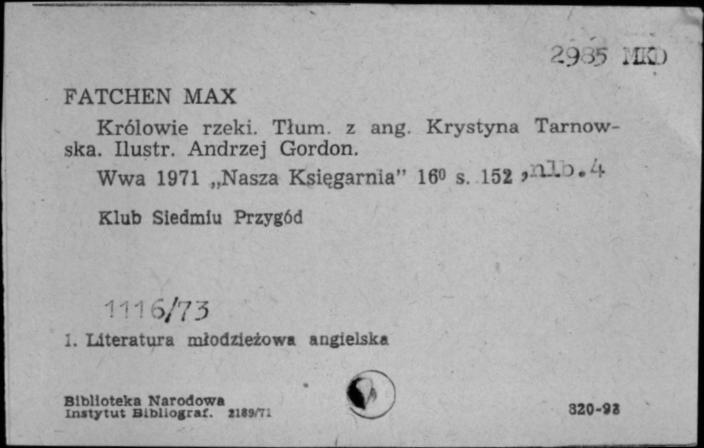 2985 MKD
FATCHEN MAX
Królowie rzeki. Tłum. z ang. Krystyna Tarnow-
ska. Ilustr. Andrzej Gordon.
Wwa 1971 „Nasza Księgarnia” 16⁰ s. 152 , nlb. 4
Klub Siedmiu Przygód
1116/73
1. Literatura młodzieżowa angielska
Biblioteka Narodowa
Instytut Bibliograf. 2189/71
820-93